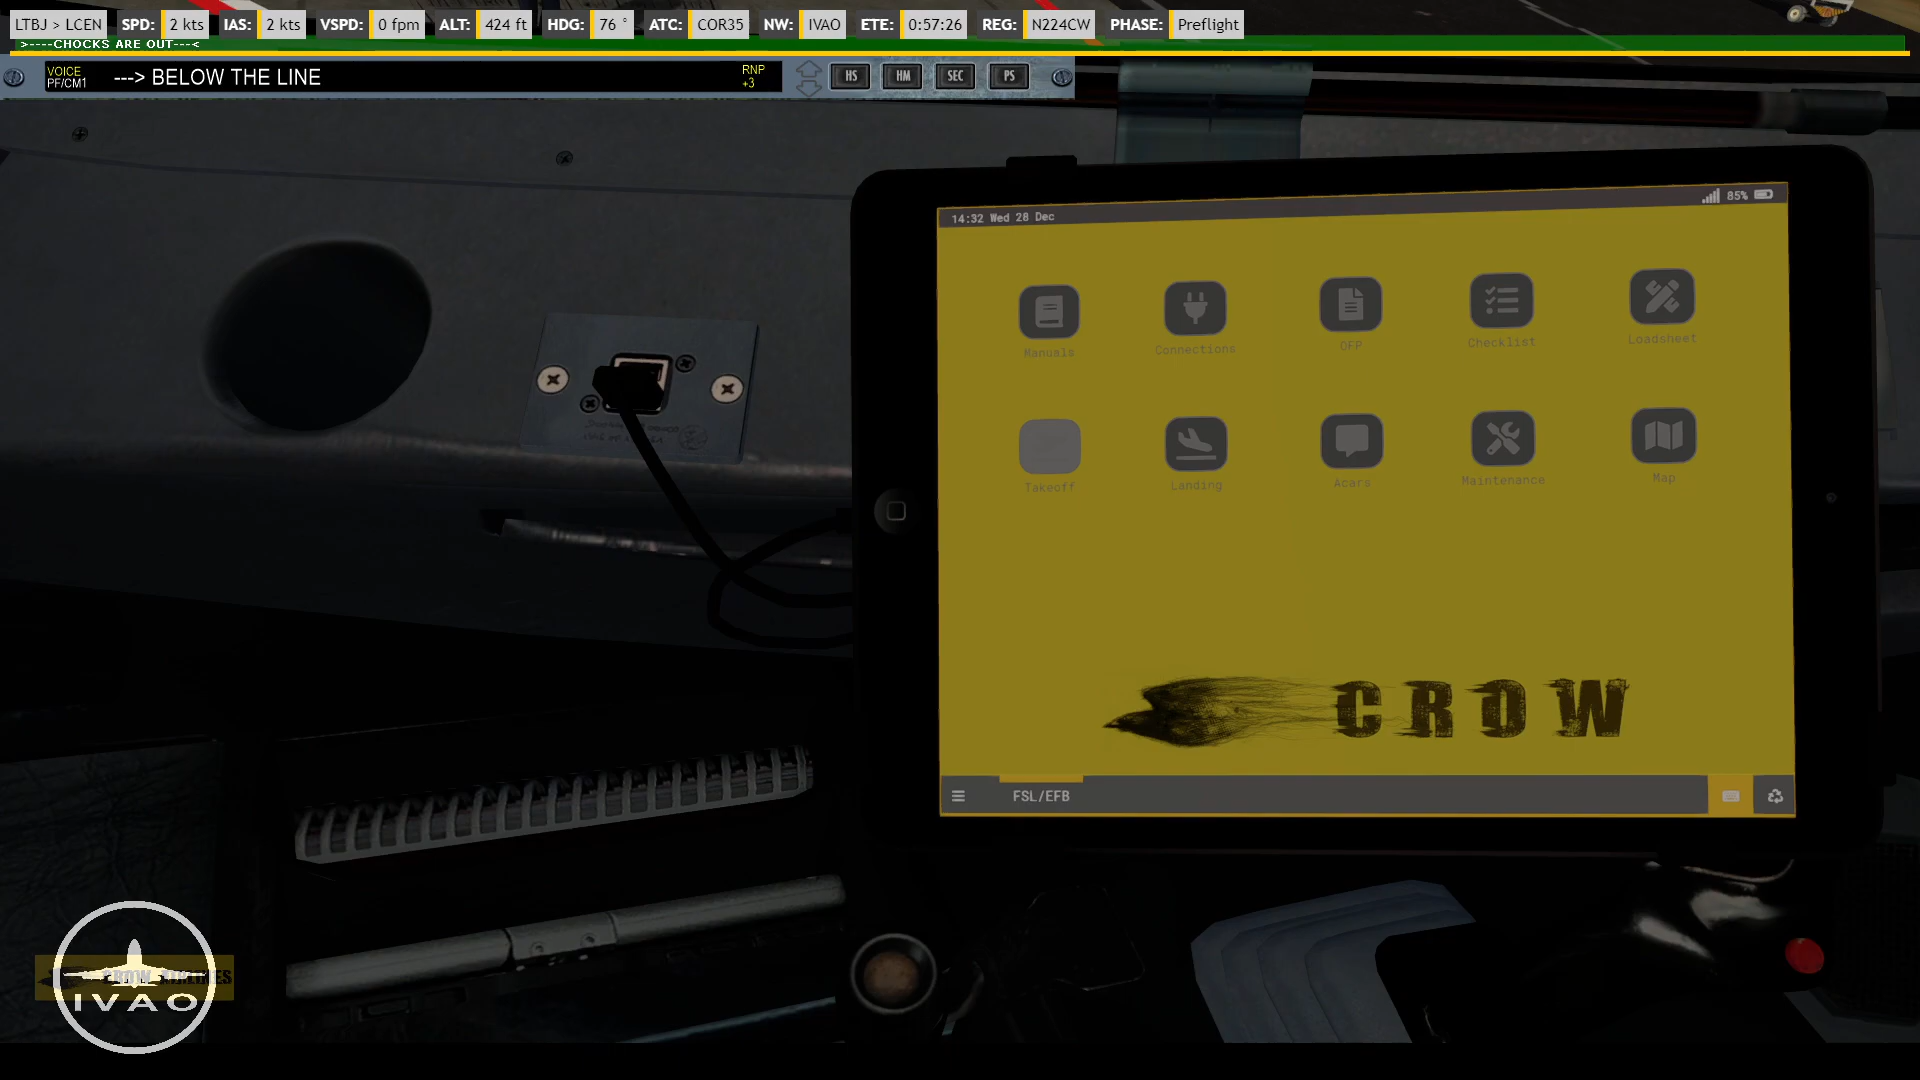 LTBJ > LCEN SPD: 2 kts IAS: 2 kts VSPD: 0 fpm ALT: 424 ft HDG: 76 ° ATC: COR35 NW: IVAO ETE: 0:57:26 REG: N224CW PHASE: Preflight
>----CHOCKS ARE OUT---<
VOICE
PF/CM1
---> BELOW THE LINE
RNP
+3
HS HM SEC PS
14:32 Wed 28 Dec 85%
Manuals Connections OFP Checklist Loadsheet
Takeoff Landing Acars Maintenance Map
CROW
FSL/EFB
CROW AIRLINES
IVAO